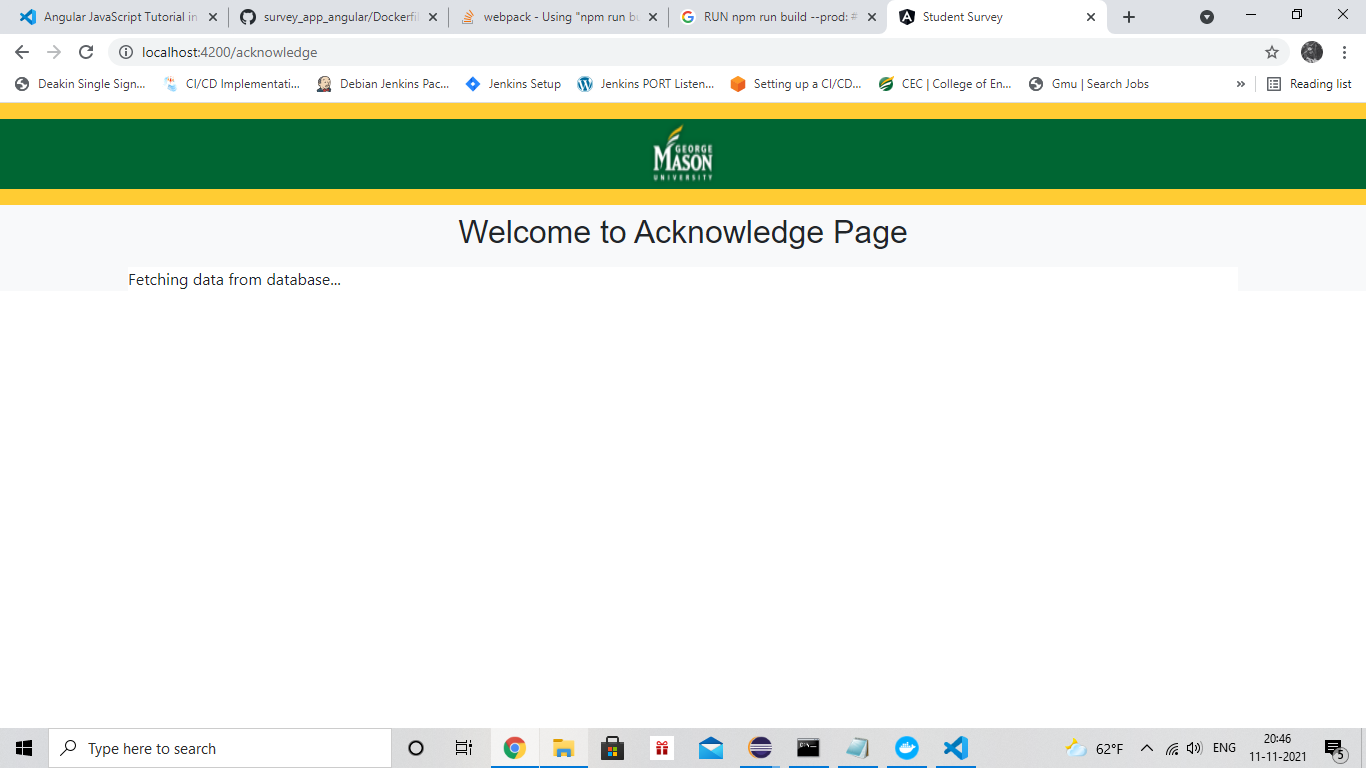 Angular JavaScript Tutorial in
survey_app_angular/Dockerfil
webpack - Using "npm run bu
RUN npm run build --prod: #
Student Survey
localhost:4200/acknowledge
Deakin Single Sign...
CI/CD Implementati...
Debian Jenkins Pac...
Jenkins Setup
Jenkins PORT Listen...
Setting up a CI/CD...
CEC | College of En...
Gmu | Search Jobs
»
Reading list
GEORGE
MASON
UNIVERSITY
Welcome to Acknowledge Page
Fetching data from database...
Type here to search
62°F
ENG
20:46
11-11-2021
5